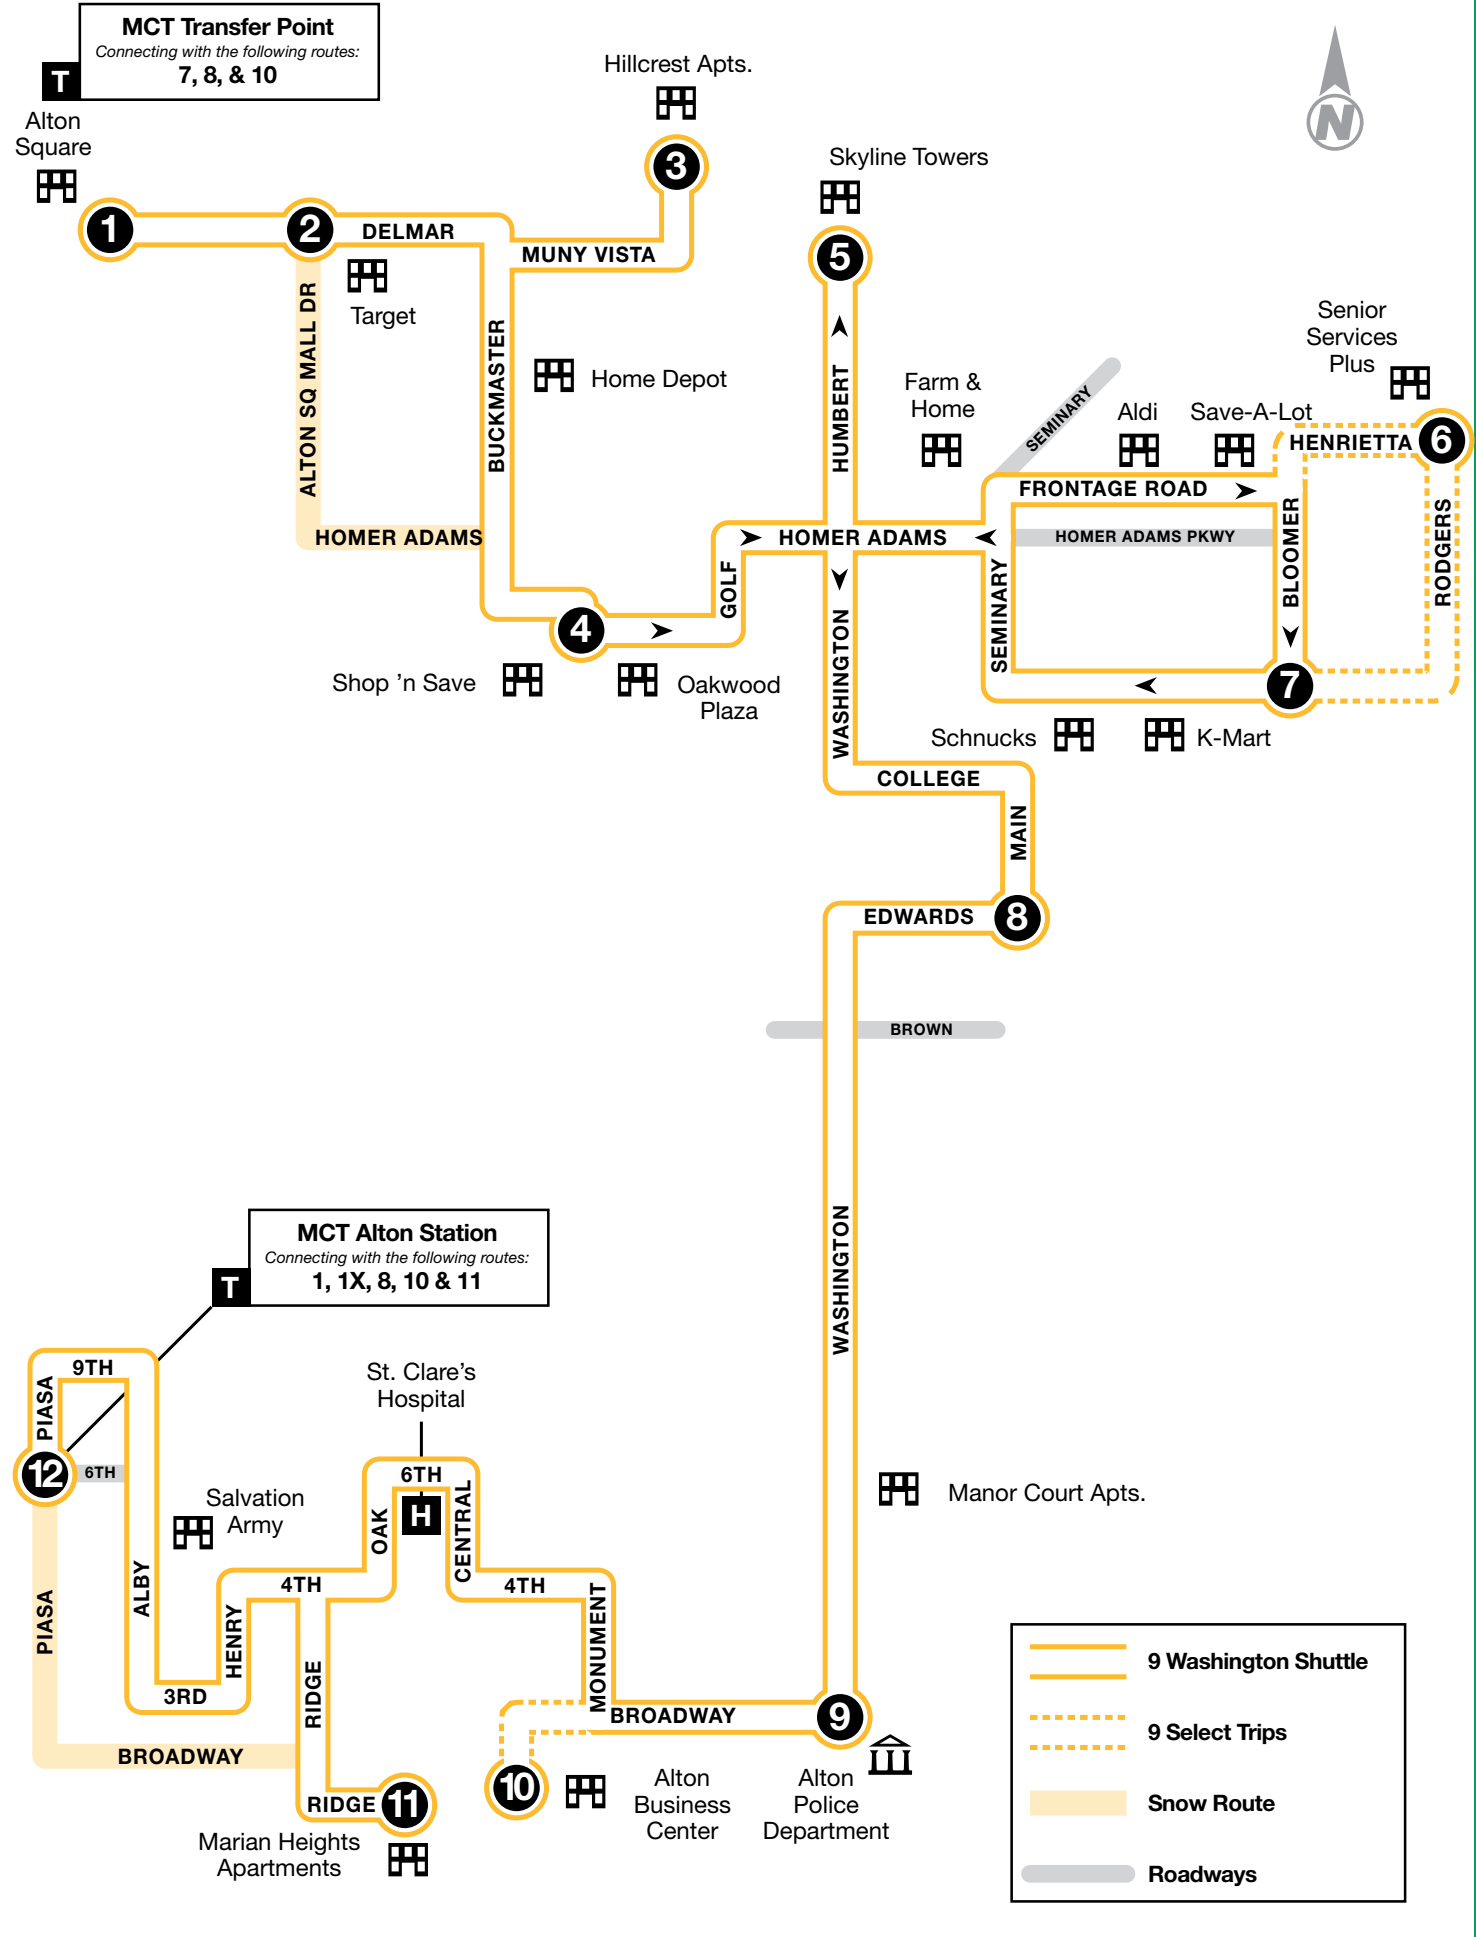 MCT Transfer Point
Connecting with the following routes:
7, 8, & 10
T
Alton
Square
Hillcrest Apts.
N
Skyline Towers
1
2
3
DELMAR
MUNY VISTA
5
Target
ALTON SQ MALL DR
BUCKMASTER
Home Depot
HUMBERT
Farm &
Home
SEMINARY
Aldi
Save-A-Lot
Senior
Services
Plus
HENRIETTA
6
FRONTAGE ROAD
HOMER ADAMS
HOMER ADAMS
HOMER ADAMS PKWY
BLOOMER
RODGERS
GOLF
SEMINARY
4
WASHINGTON
7
Shop ’n Save
Oakwood
Plaza
Schnucks
K-Mart
COLLEGE
MAIN
EDWARDS
8
BROWN
WASHINGTON
MCT Alton Station
Connecting with the following routes:
1, 1X, 8, 10 & 11
T
9TH
PIASA
St. Clare’s
Hospital
12
6TH
6TH
H
OAK
CENTRAL
Salvation
Army
Manor Court Apts.
ALBY
4TH
4TH
PIASA
HENRY
MONUMENT
RIDGE
3RD
BROADWAY
9
BROADWAY
10
Alton
Business
Center
Alton
Police
Department
RIDGE
11
Marian Heights
Apartments
9 Washington Shuttle
9 Select Trips
Snow Route
Roadways